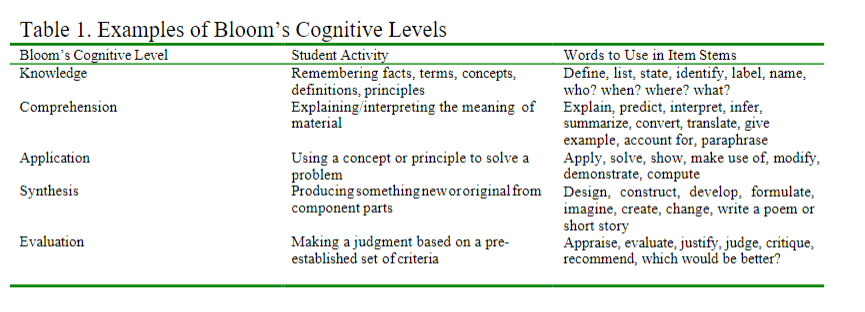 Table 1. Examples of Bloom's Cognitive Levels
Bloom's Cognitive Level Student Activity Words to Use in Item Stems
Knowledge Remembering facts, terms, concepts, Define, list, state, identify, label, name,
definitions, principles who? when? where? what?
Comprehension Explaining/interpreting the meaning of Explain, predict, interpret, infer,
material summarize, convert, translate, give
example, account for, paraphrase
Application Using a concept or principle to solve a Apply, solve, show, make use of, modify,
problem demonstrate, compute
Synthesis Producing something new or original from Design, construct, develop, formulate,
component parts imagine, create, change, write a poem or
short story
Evaluation Making a judgment based on a pre- Appraise, evaluate, justify, judge, critique,
established set of criteria recommend, which would be better?